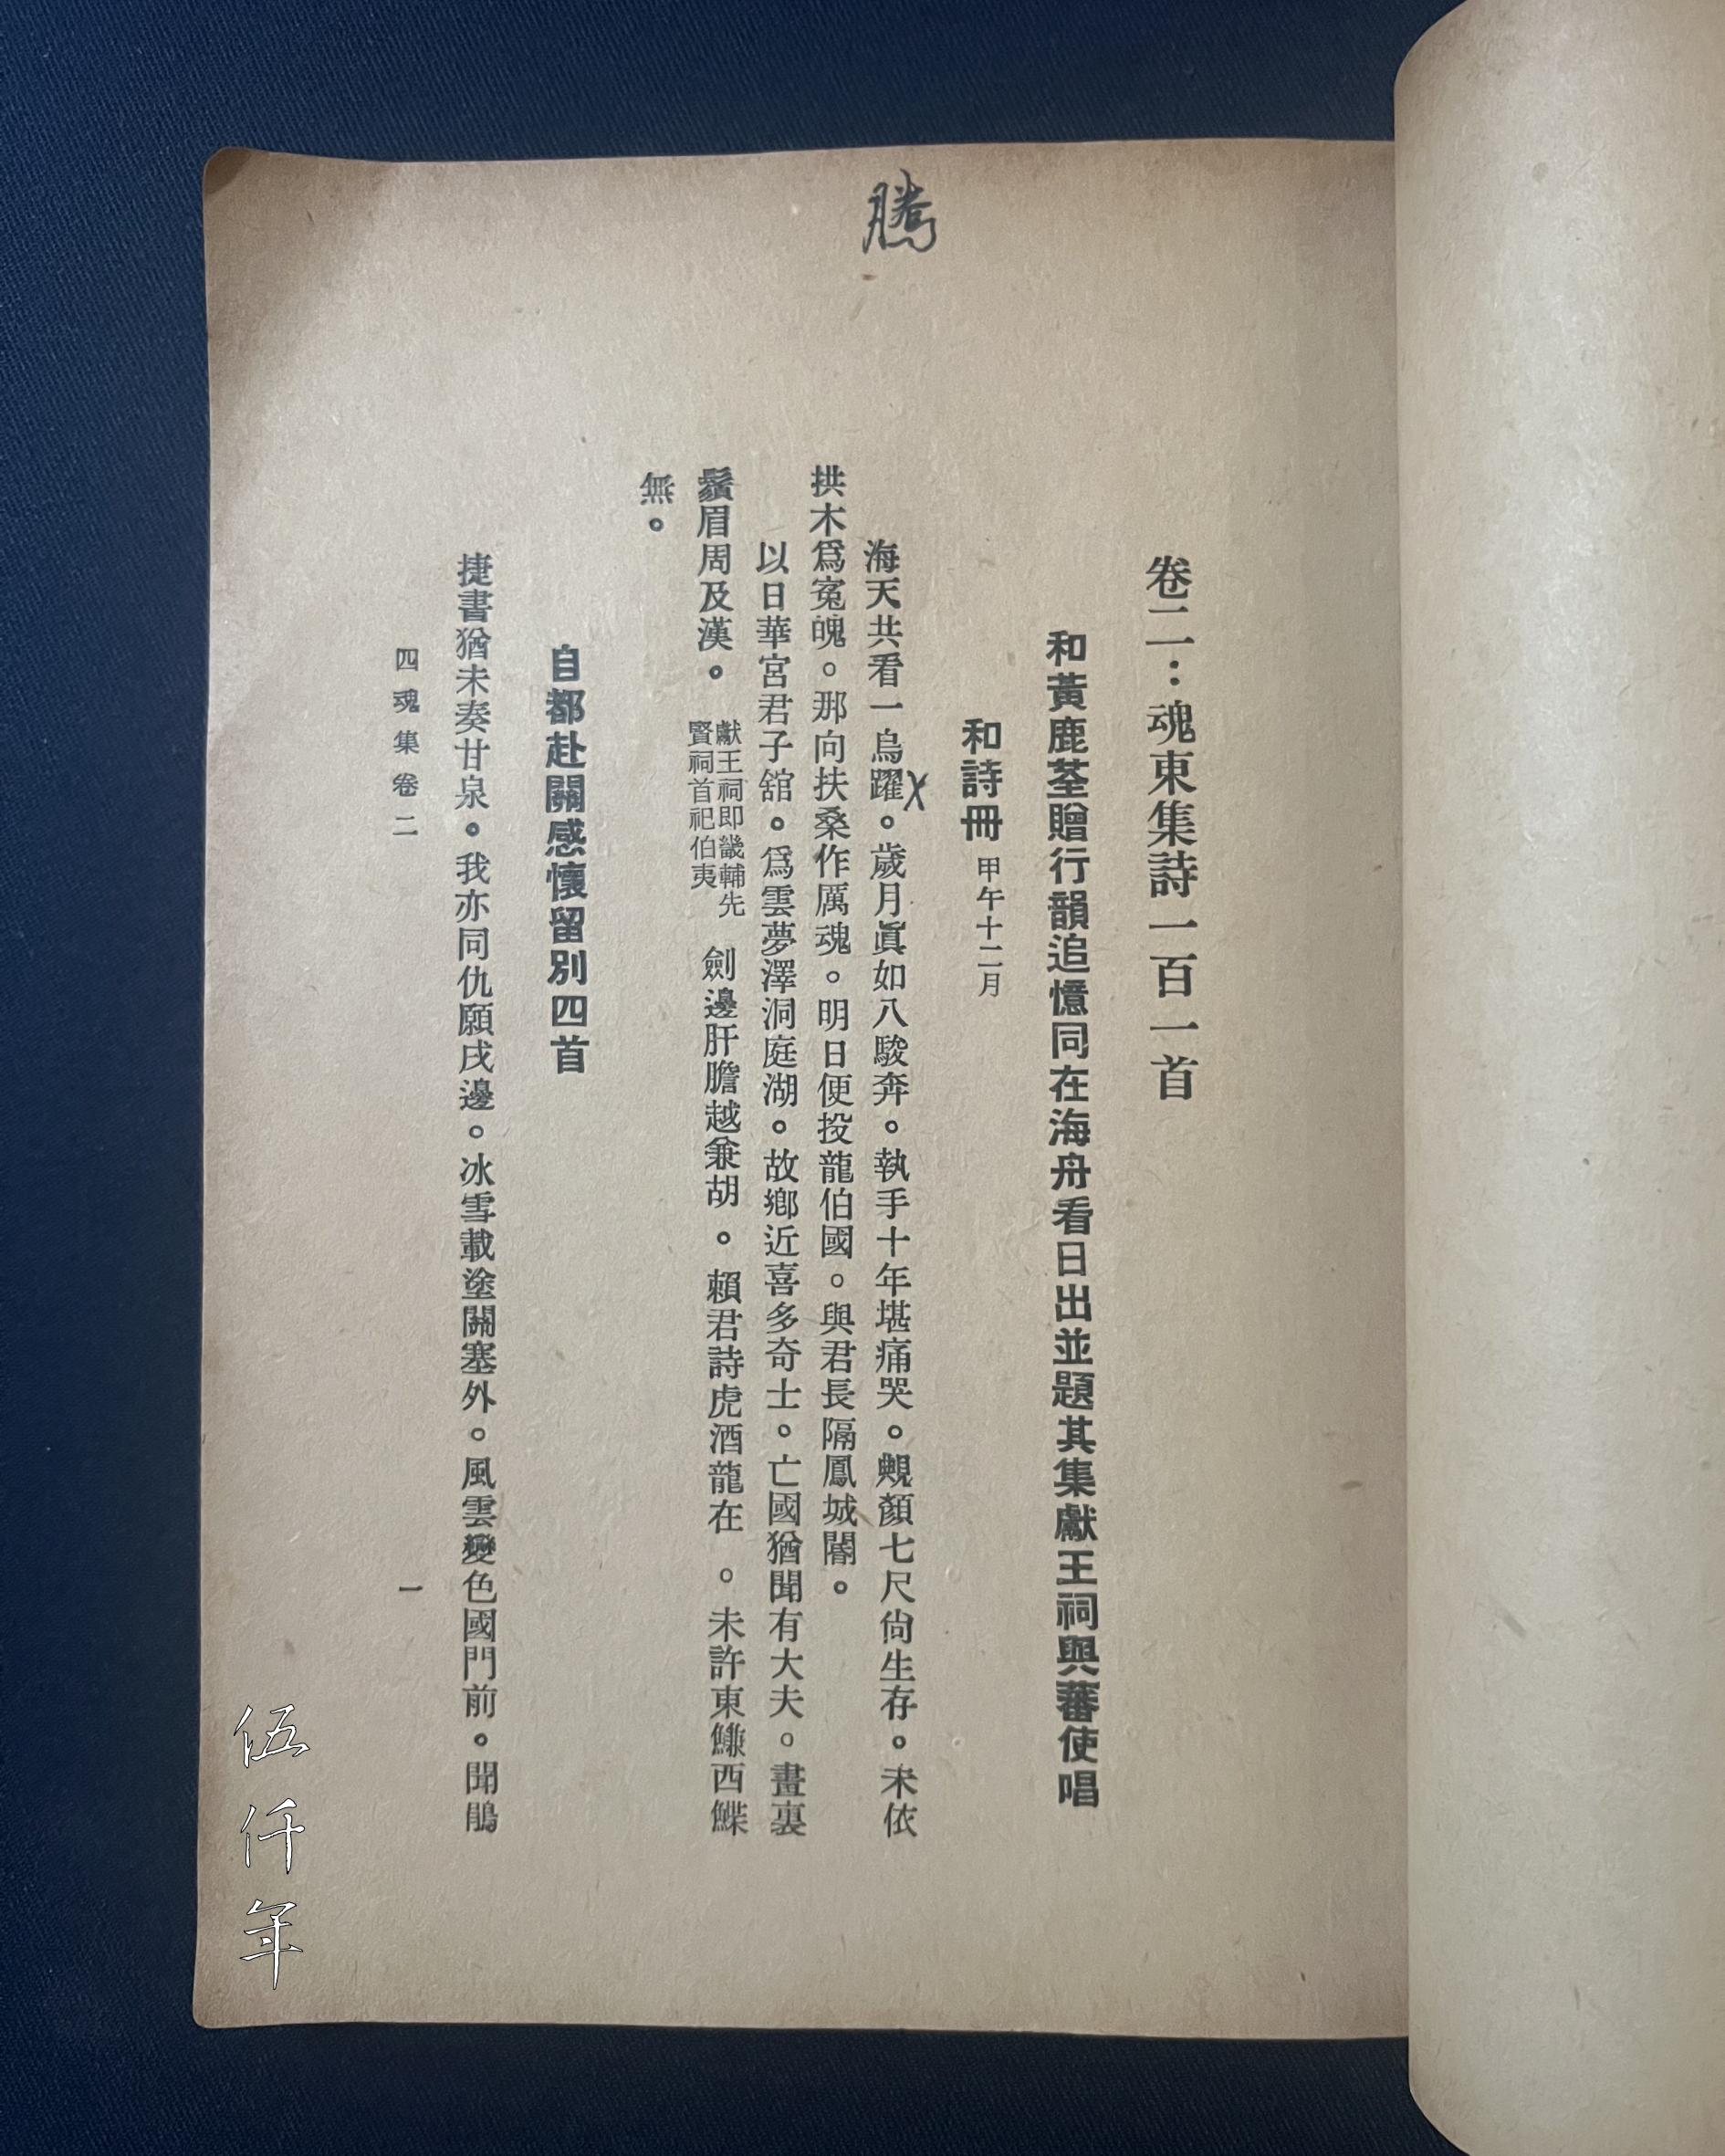 騰
卷二：魂東集詩一百一首
和黃鹿荃贈行韻追憶同在海舟看日出並題其集獻王祠與蕃使唱
和詩冊 甲午十二月
海天共看一烏躍。歲月眞如八駿奔。執手十年堪痛哭。覥顏七尺尙生存。未依
拱木爲寃魄。那向扶桑作厲魂。明日便投龍伯國。與君長隔鳳城闇。
以日華宮君子舘。爲雲夢澤洞庭湖。故鄕近喜多奇士。亡國猶聞有大夫。畫裏
鬚眉周及漢。獻王祠即畿輔先賢祠首祀伯夷 劍邊肝膽越兼胡。賴君詩虎酒龍在。未許東鰜西鰈
無。
自都赴關感懷留別四首
捷書猶未奏甘泉。我亦同仇願戌邊。冰雪載塗關塞外。風雲變色國門前。聞鵑
四魂集卷二
一
伍仟年